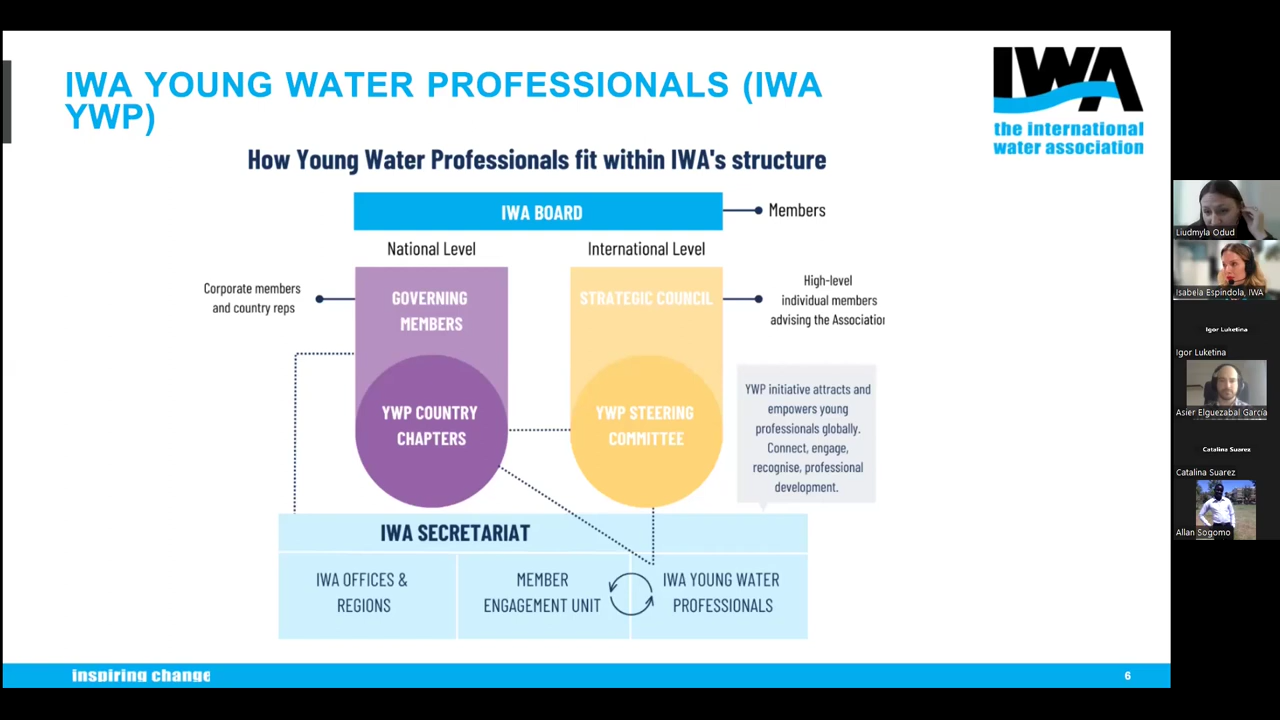 IWA YOUNG WATER PROFESSIONALS (IWA
YWP)
IWA
the international
water association
How Young Water Professionals fit within IWA's structure
IWA BOARD
Members
National Level
International Level
Corporate members
and country reps
GOVERNING
MEMBERS
STRATEGIC COUNCIL
High-level
individual members
advising the Association
YWP COUNTRY
CHAPTERS
YWP STEERING
COMMITTEE
YWP initiative attracts and
empowers young
professionals globally.
Connect, engage,
recognise, professional
development.
IWA SECRETARIAT
IWA OFFICES &
REGIONS
MEMBER
ENGAGEMENT UNIT
IWA YOUNG WATER
PROFESSIONALS
inspiring change
6
Liudmyla Odud
Isabela Espindola, IWA
Igor Luketina
Igor Luketina
Asier Elguezabal García
Catalina Suarez
Catalina Suarez
Allan Sogomo